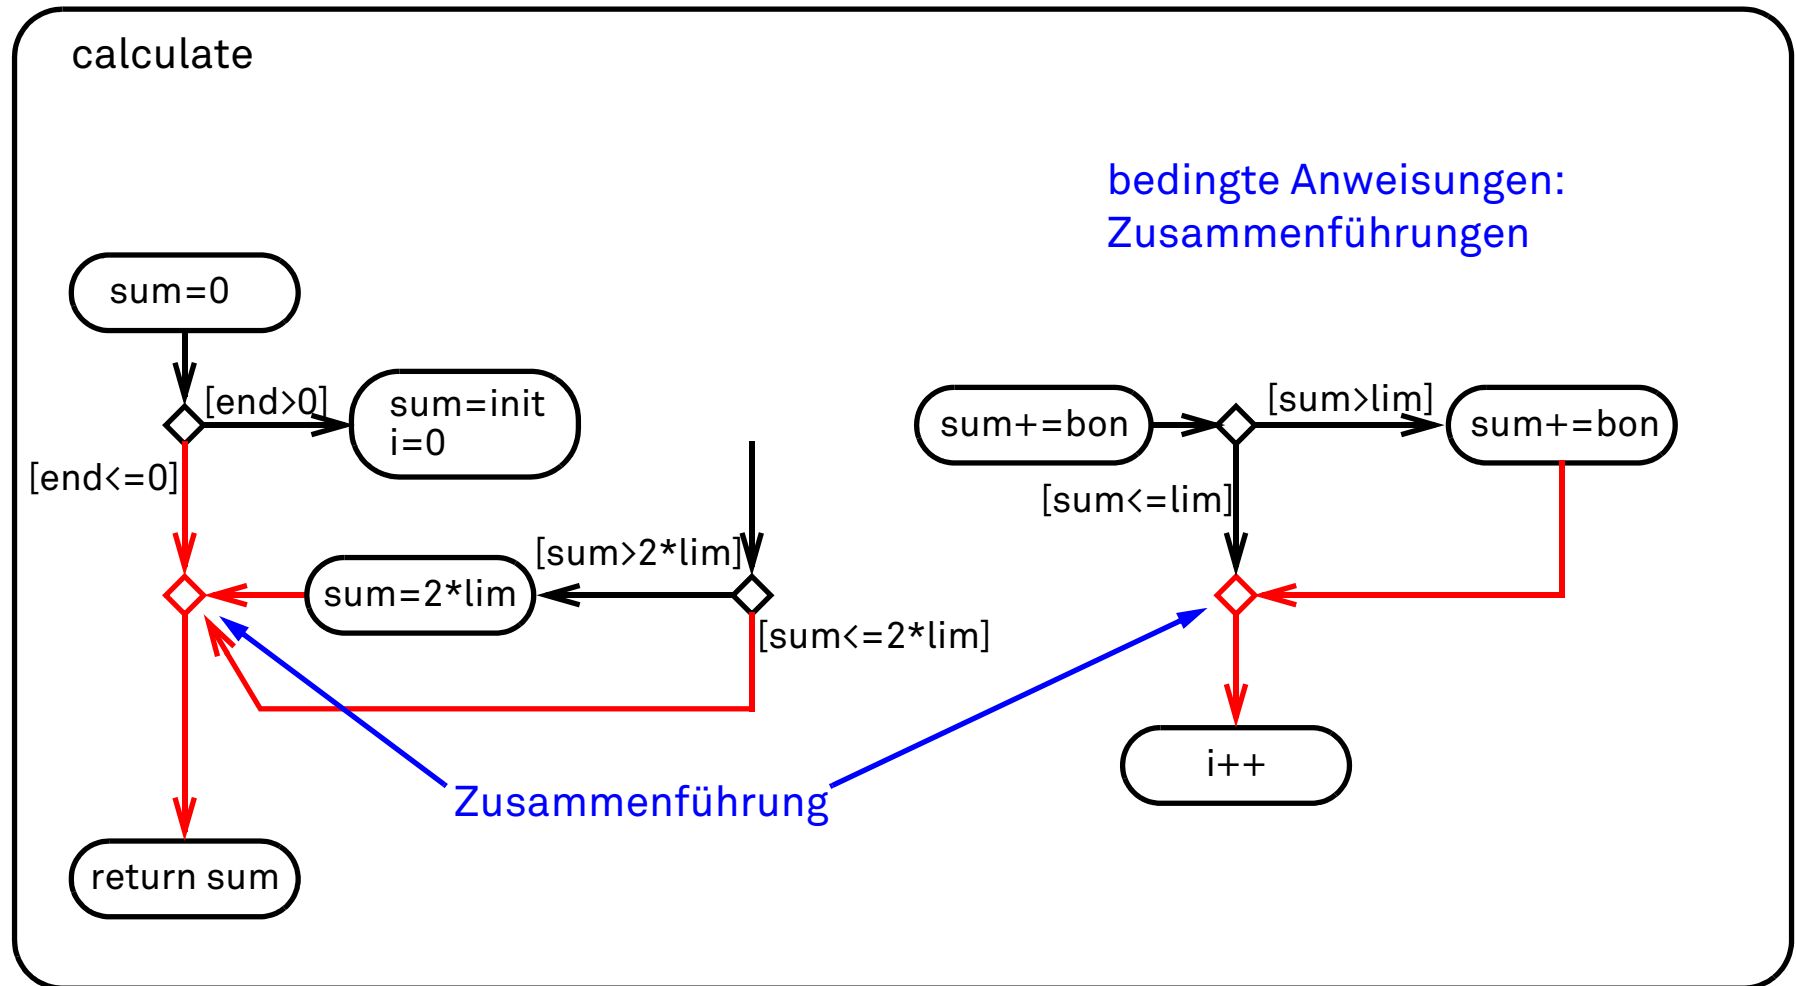 calculate
bedingte Anweisungen:
Zusammenführungen
sum=0
[end>0]
sum=init
i=0
[end<=0]
sum+=bon
[sum>lim]
sum+=bon
[sum<=lim]
[sum>2*lim]
sum=2*lim
[sum<=2*lim]
i++
Zusammenführung
return sum